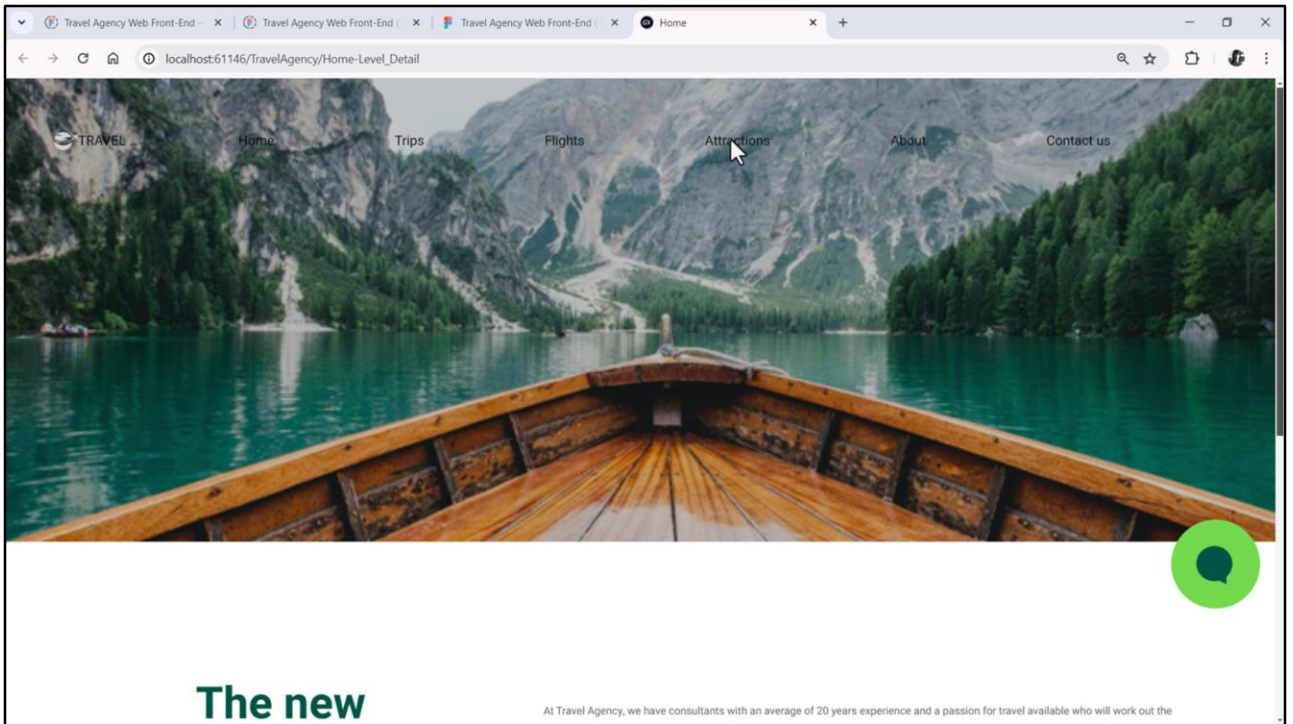 Travel Agency Web Front-End –
Travel Agency Web Front-End (
Travel Agency Web Front-End (
GX
Home
localhost:61146/TravelAgency/Home-Level_Detail
TRAVEL ...
Home
Trips
Flights
Attractions
About
Contact us
The new
At Travel Agency, we have consultants with an average of 20 years experience and a passion for travel available who will work out the